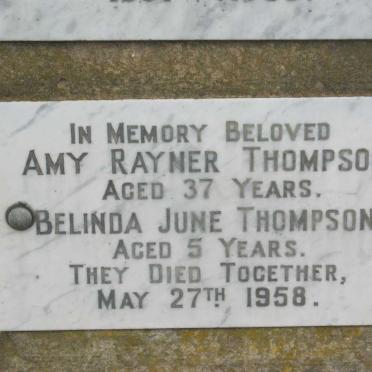 IN MEMORY BELOVED
AMY RAYNER THOMPSO
AGED 37 YEARS.
BELINDA JUNE THOMPSON
AGED 5 YEARS.
THEY DIED TOGETHER,
MAY 27TH 1958.